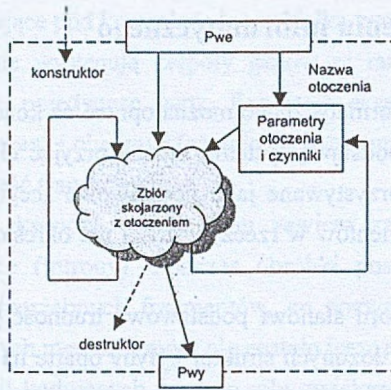 Pwe
konstruktor
Nazwa
otoczenia
Parametry
otoczenia
i czynniki
Zbiór
skojarzony
z otoczeniem
destruktor
Pwy